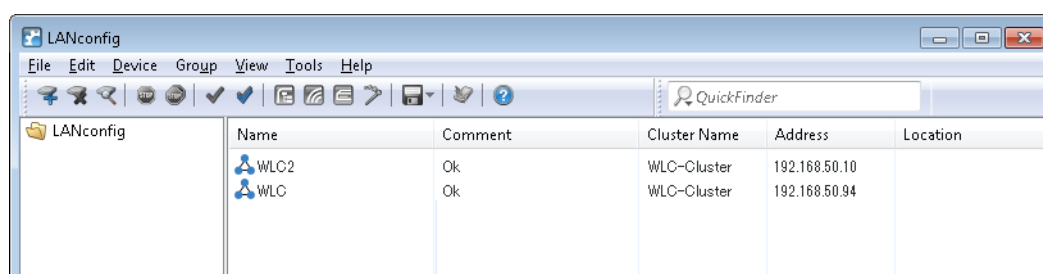 LANconfig
File Edit Device Group View Tools Help
QuickFinder
LANconfig
Name Comment Cluster Name Address Location
WLC2 Ok WLC-Cluster 192.168.50.10
WLC Ok WLC-Cluster 192.168.50.94